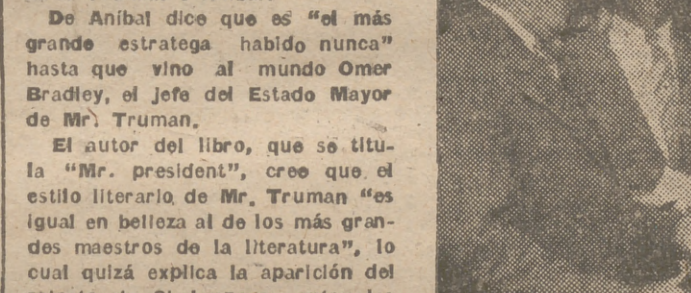 De Aníbal dice que es "el más
grande estratega habido nunca"
hasta que vino al mundo Omer
Bradley, el jefe del Estado Mayor
de Mr. Truman.
El autor del libro, que se titu-
la "Mr. president", cree que el
estilo literario de Mr. Truman "es
igual en belleza al de los más gran-
des maestros de la literatura", lo
cual quizá explica la aparición del